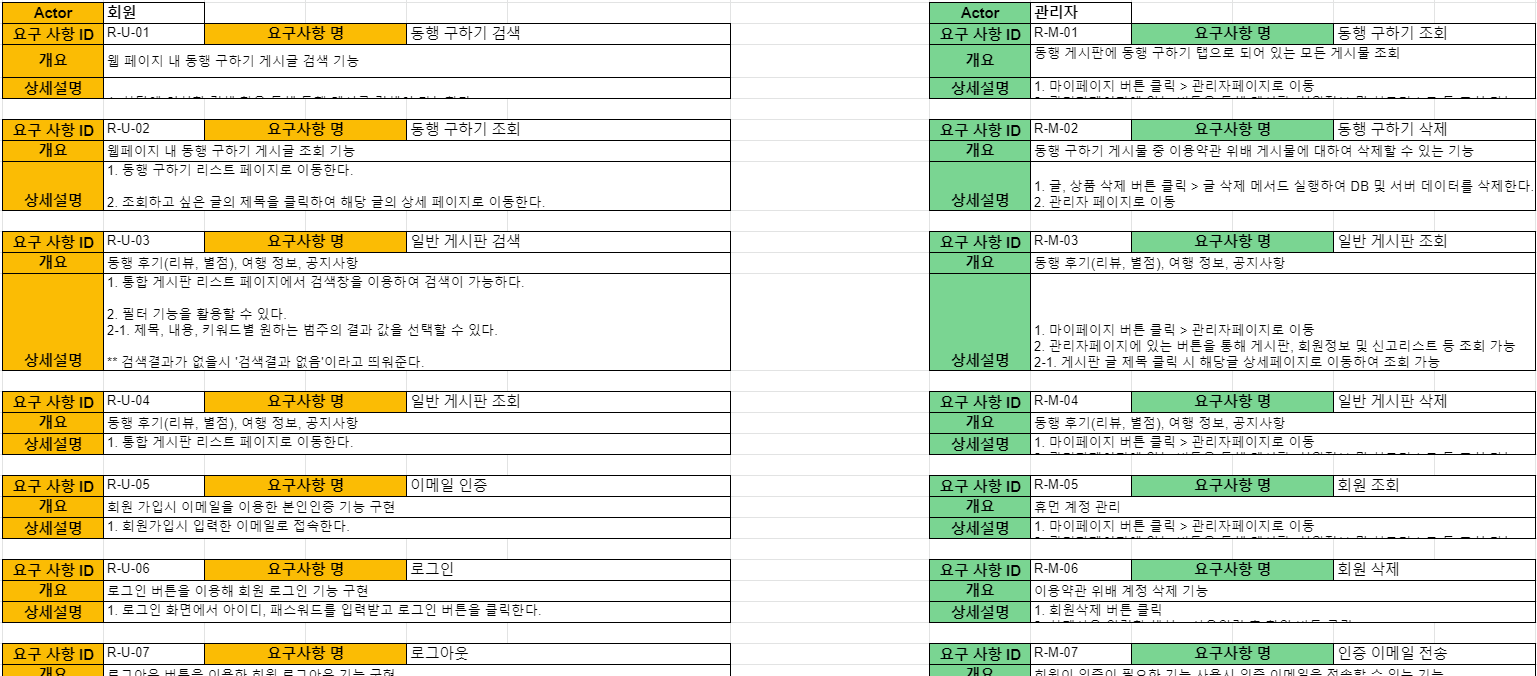 Actor 회원
요구 사항 ID R-U-01 요구사항 명 동행 구하기 검색
개요 웹 페이지 내 동행 구하기 게시글 검색 기능
상세설명
요구 사항 ID R-U-02 요구사항 명 동행 구하기 조회
개요 웹페이지 내 동행 구하기 게시글 조회 기능
1. 동행 구하기 리스트 페이지로 이동한다.
상세설명 2. 조회하고 싶은 글의 제목을 클릭하여 해당 글의 상세 페이지로 이동한다.
요구 사항 ID R-U-03 요구사항 명 일반 게시판 검색
개요 동행 후기(리뷰, 별점), 여행 정보, 공지사항
1. 통합 게시판 리스트 페이지에서 검색창을 이용하여 검색이 가능하다.
2. 필터 기능을 활용할 수 있다.
2-1. 제목, 내용, 키워드별 원하는 범주의 결과 값을 선택할 수 있다.
상세설명 ** 검색결과가 없을시 '검색결과 없음'이라고 띄워준다.
요구 사항 ID R-U-04 요구사항 명 일반 게시판 조회
개요 동행 후기(리뷰, 별점), 여행 정보, 공지사항
상세설명 1. 통합 게시판 리스트 페이지로 이동한다.
요구 사항 ID R-U-05 요구사항 명 이메일 인증
개요 회원 가입시 이메일을 이용한 본인인증 기능 구현
상세설명 1. 회원가입시 입력한 이메일로 접속한다.
요구 사항 ID R-U-06 요구사항 명 로그인
개요 로그인 버튼을 이용해 회원 로그인 기능 구현
상세설명 1. 로그인 화면에서 아이디, 패스워드를 입력받고 로그인 버튼을 클릭한다.
요구 사항 ID R-U-07 요구사항 명 로그아웃
개요 로그아웃 버튼을 이용한 회원 로그아웃 기능 구현
Actor 관리자
요구 사항 ID R-M-01 요구사항 명 동행 구하기 조회
개요 동행 게시판에 동행 구하기 탭으로 되어 있는 모든 게시물 조회
상세설명 1. 마이페이지 버튼 클릭 > 관리자페이지로 이동
요구 사항 ID R-M-02 요구사항 명 동행 구하기 삭제
개요 동행 구하기 게시물 중 이용약관 위배 게시물에 대하여 삭제할 수 있는 기능
1. 글, 상품 삭제 버튼 클릭 > 글 삭제 메서드 실행하여 DB 및 서버 데이터를 삭제한다.
상세설명 2. 관리자 페이지로 이동
요구 사항 ID R-M-03 요구사항 명 일반 게시판 조회
개요 동행 후기(리뷰, 별점), 여행 정보, 공지사항
1. 마이페이지 버튼 클릭 > 관리자페이지로 이동
2. 관리자페이지에 있는 버튼을 통해 게시판, 회원정보 및 신고리스트 등 조회 가능
상세설명 2-1. 게시판 글 제목 클릭 시 해당글 상세페이지로 이동하여 조회 가능
요구 사항 ID R-M-04 요구사항 명 일반 게시판 삭제
개요 동행 후기(리뷰, 별점), 여행 정보, 공지사항
상세설명 1. 마이페이지 버튼 클릭 > 관리자페이지로 이동
요구 사항 ID R-M-05 요구사항 명 회원 조회
개요 휴먼 계정 관리
상세설명 1. 마이페이지 버튼 클릭 > 관리자페이지로 이동
요구 사항 ID R-M-06 요구사항 명 회원 삭제
개요 이용약관 위배 계정 삭제 기능
상세설명 1. 회원삭제 버튼 클릭
요구 사항 ID R-M-07 요구사항 명 인증 이메일 전송
개요 회원이 인증이 필요한 기능 사용시 인증 이메일을 전송할 수 있는 기능